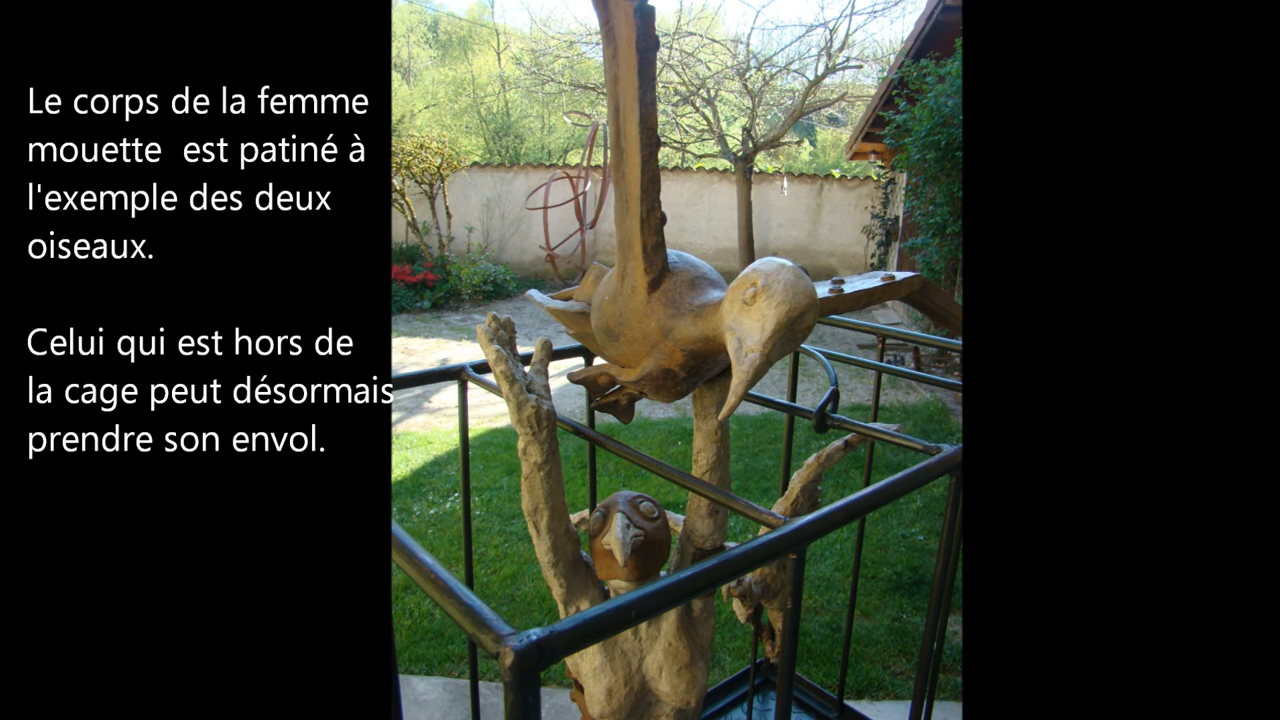 Le corps de la femme
mouette  est patiné à
l'exemple des deux
oiseaux.
Celui qui est hors de
la cage peut désormais
prendre son envol.